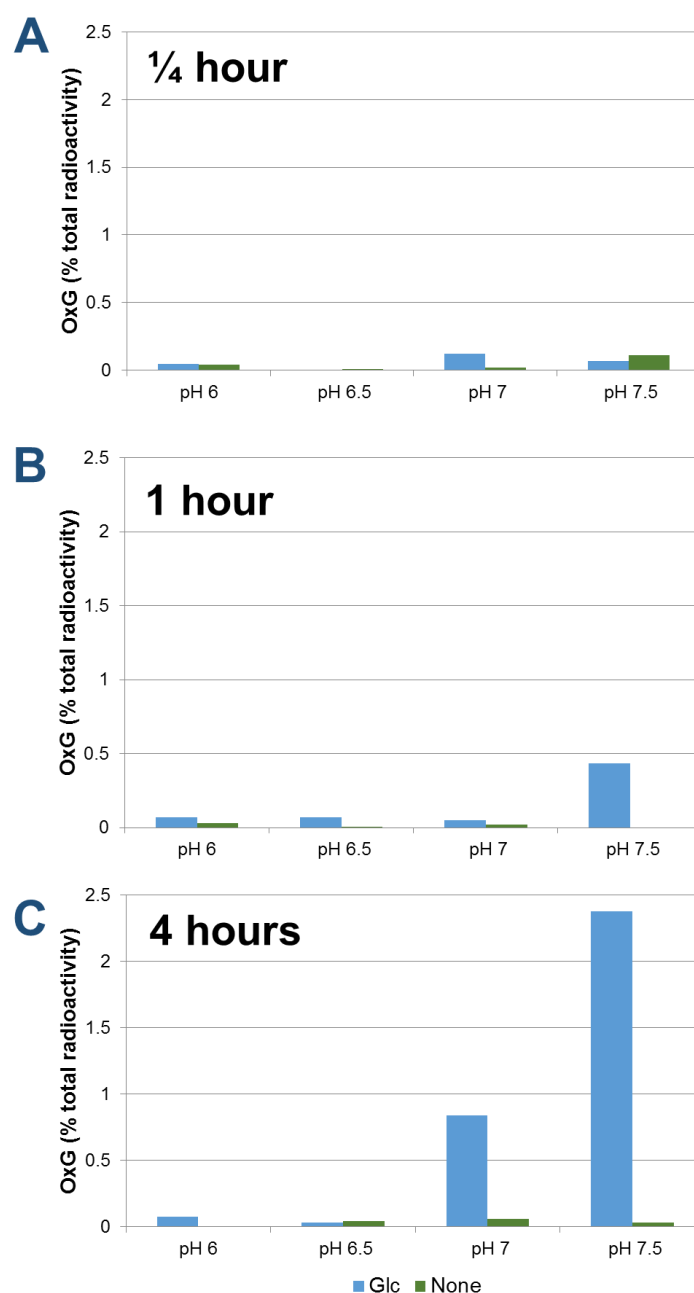 A
¼ hour
OxG (% total radioactivity)
2.5
2
1.5
1
0.5
0
pH 6 pH 6.5 pH 7 pH 7.5
B
1 hour
OxG (% total radioactivity)
2.5
2
1.5
1
0.5
0
pH 6 pH 6.5 pH 7 pH 7.5
C
4 hours
OxG (% total radioactivity)
2.5
2
1.5
1
0.5
0
pH 6 pH 6.5 pH 7 pH 7.5
Glc None